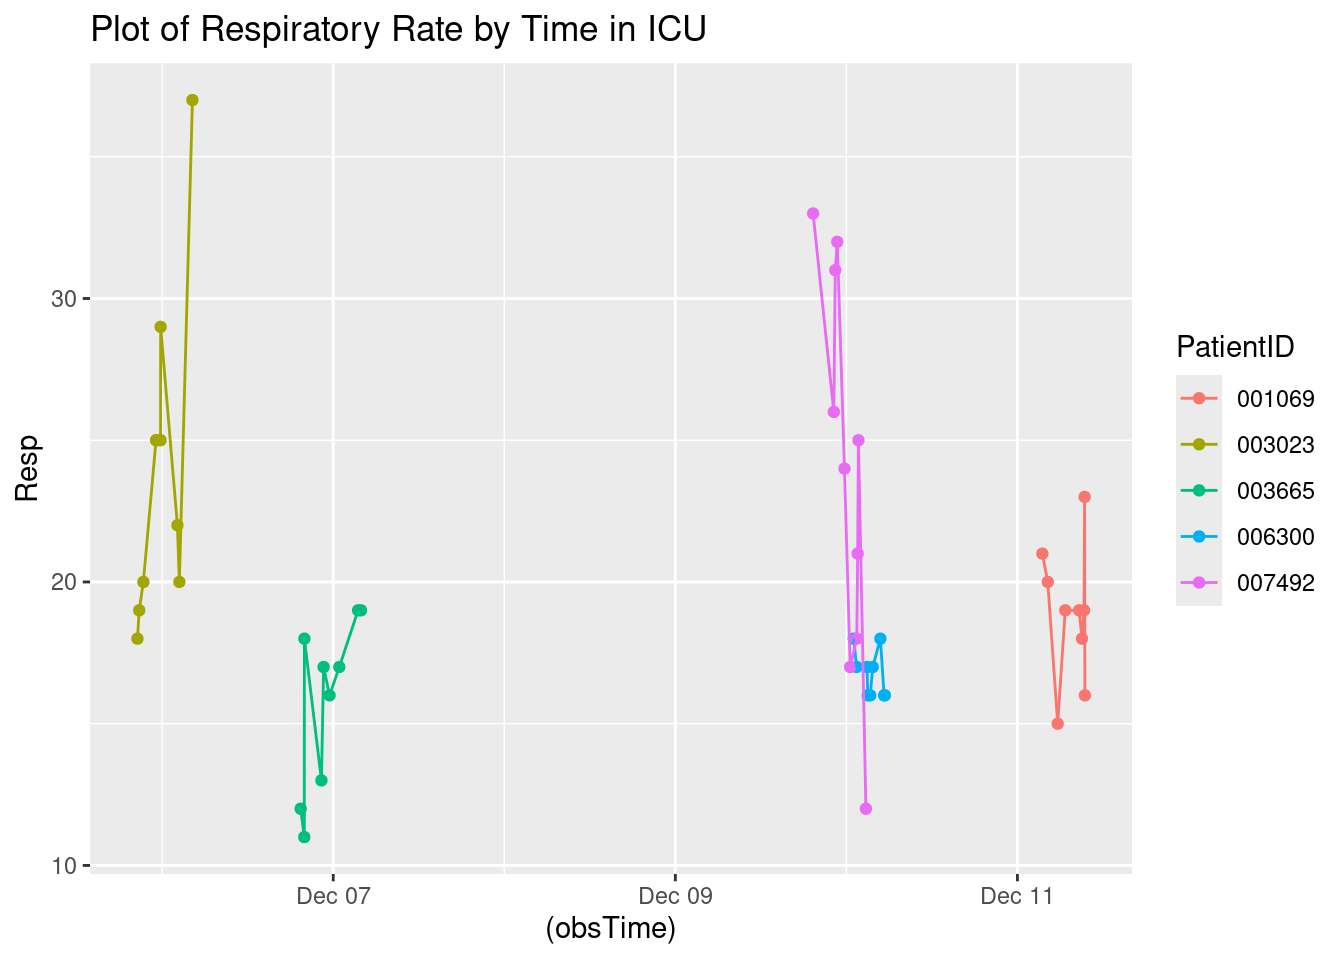 Plot of Respiratory Rate by Time in ICU
30
20
10
Resp
Dec 07
Dec 09
Dec 11
(obsTime)
PatientID
001069
003023
003665
006300
007492